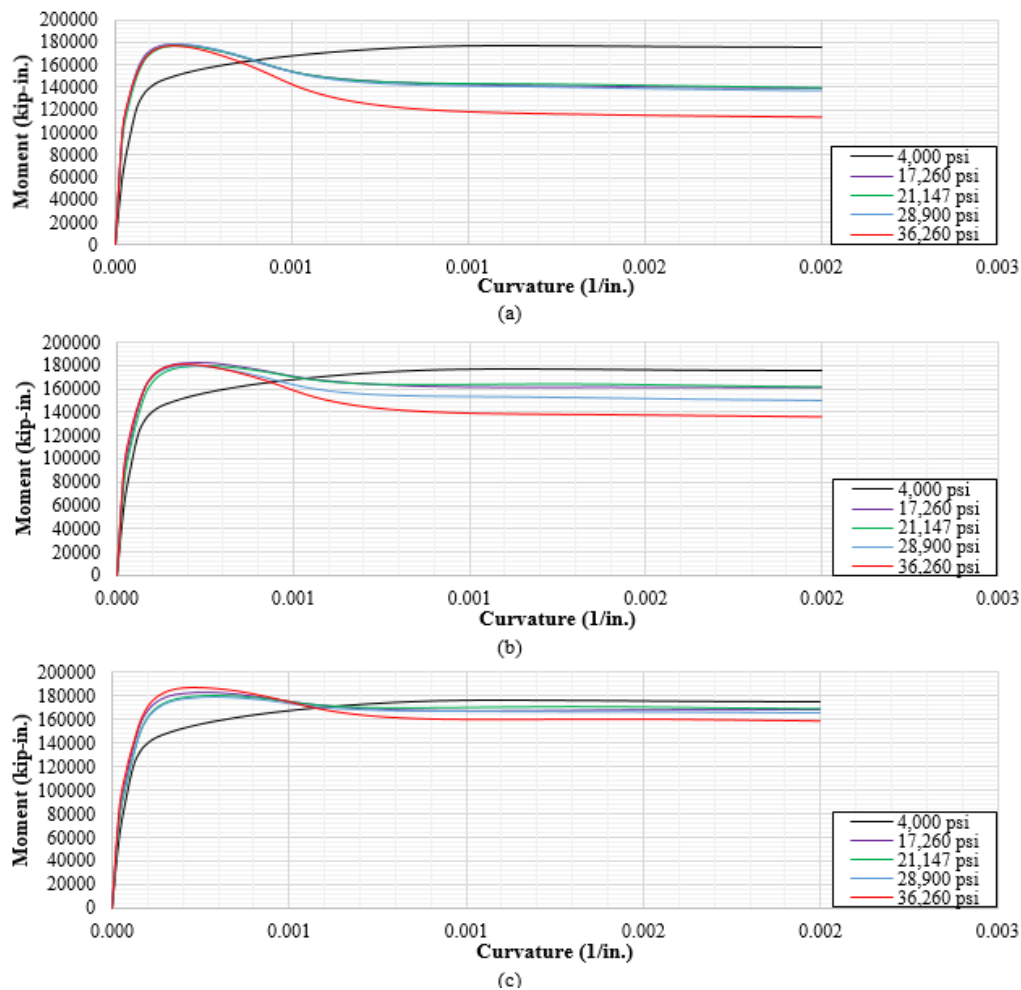 200000
180000
160000
140000
120000
100000
80000
60000
40000
20000
0
Moment (kip-in.)
4,000 psi
17,260 psi
21,147 psi
28,900 psi
36,260 psi
0.000 0.001 0.001 0.002 0.002 0.003
Curvature (1/in.)
(a)
200000
180000
160000
140000
120000
100000
80000
60000
40000
20000
0
Moment (kip-in.)
4,000 psi
17,260 psi
21,147 psi
28,900 psi
36,260 psi
0.000 0.001 0.001 0.002 0.002 0.003
Curvature (1/in.)
(b)
200000
180000
160000
140000
120000
100000
80000
60000
40000
20000
0
Moment (kip-in.)
4,000 psi
17,260 psi
21,147 psi
28,900 psi
36,260 psi
0.000 0.001 0.001 0.002 0.002 0.003
Curvature (1/in.)
(c)